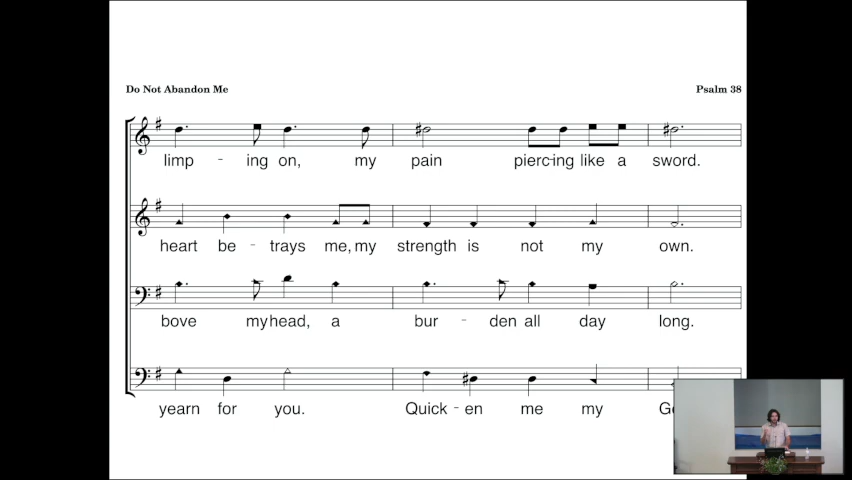 Do Not Abandon Me Psalm 38
limp - ing on, my pain pierc-ing like a sword.
heart be - trays me, my strength is not my own.
bove my head, a bur - den all day long.
yearn for you. Quick - en me my